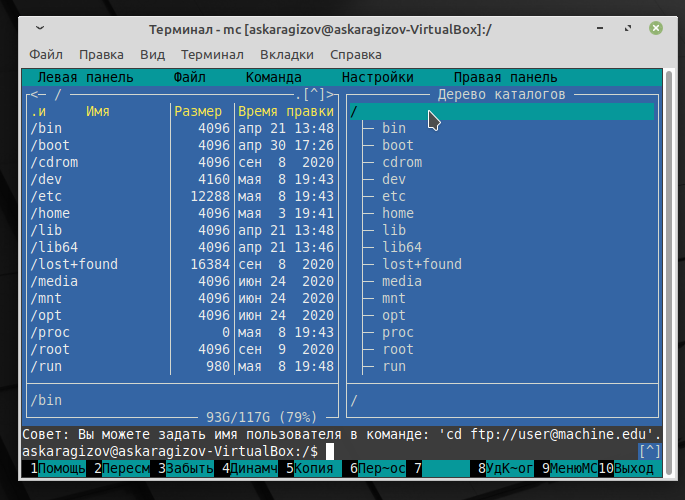 Терминал - mc [askaragizov@askaragizov-VirtualBox]:/
Файл Правка Вид Терминал Вкладки Справка
Левая панель Файл Команда Настройки Правая панель
<─ / .[^]> Дерево каталогов
.и Имя Размер Время правки /
/bin 4096 апр 21 13:48 bin
/boot 4096 апр 30 17:26 boot
/cdrom 4096 сен 8 2020 cdrom
/dev 4160 мая 8 19:43 dev
/etc 12288 мая 8 19:43 etc
/home 4096 мая 3 19:41 home
/lib 4096 апр 21 13:48 lib
/lib64 4096 апр 21 13:46 lib64
/lost+found 16384 сен 8 2020 lost+found
/media 4096 июн 24 2020 media
/mnt 4096 июн 24 2020 mnt
/opt 4096 июн 24 2020 opt
/proc 0 мая 8 19:43 proc
/root 4096 сен 9 2020 root
/run 980 мая 8 19:48 run
/bin /
93G/117G (79%)
Совет: Вы можете задать имя пользователя в команде: 'cd ftp://user@machine.edu'.
askaragizov@askaragizov-VirtualBox:/$ [^]
1Помощь 2Пересм 3Забыть 4Динамч 5Копия 6Пер~ос 7 8УдК~ог 9МенюMC 10Выход